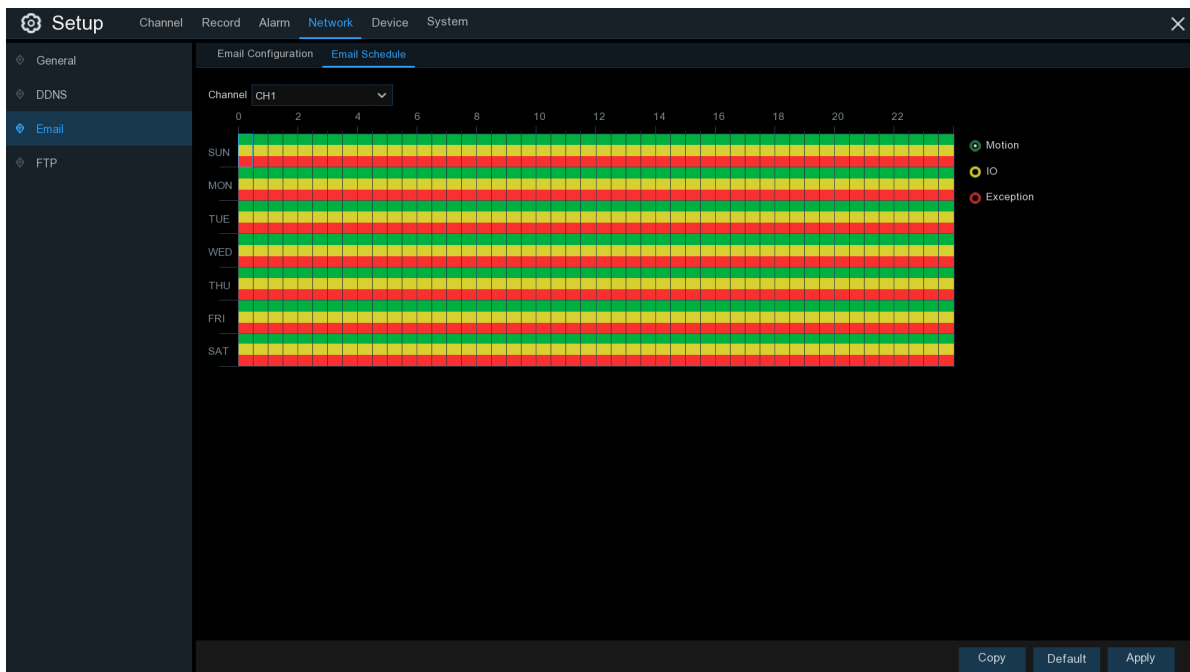 Setup Channel Record Alarm Network Device System
General
DDNS
Email
FTP
Email Configuration Email Schedule
Channel CH1
0 2 4 6 8 10 12 14 16 18 20 22
SUN
MON
TUE
WED
THU
FRI
SAT
Motion
IO
Exception
Copy Default Apply